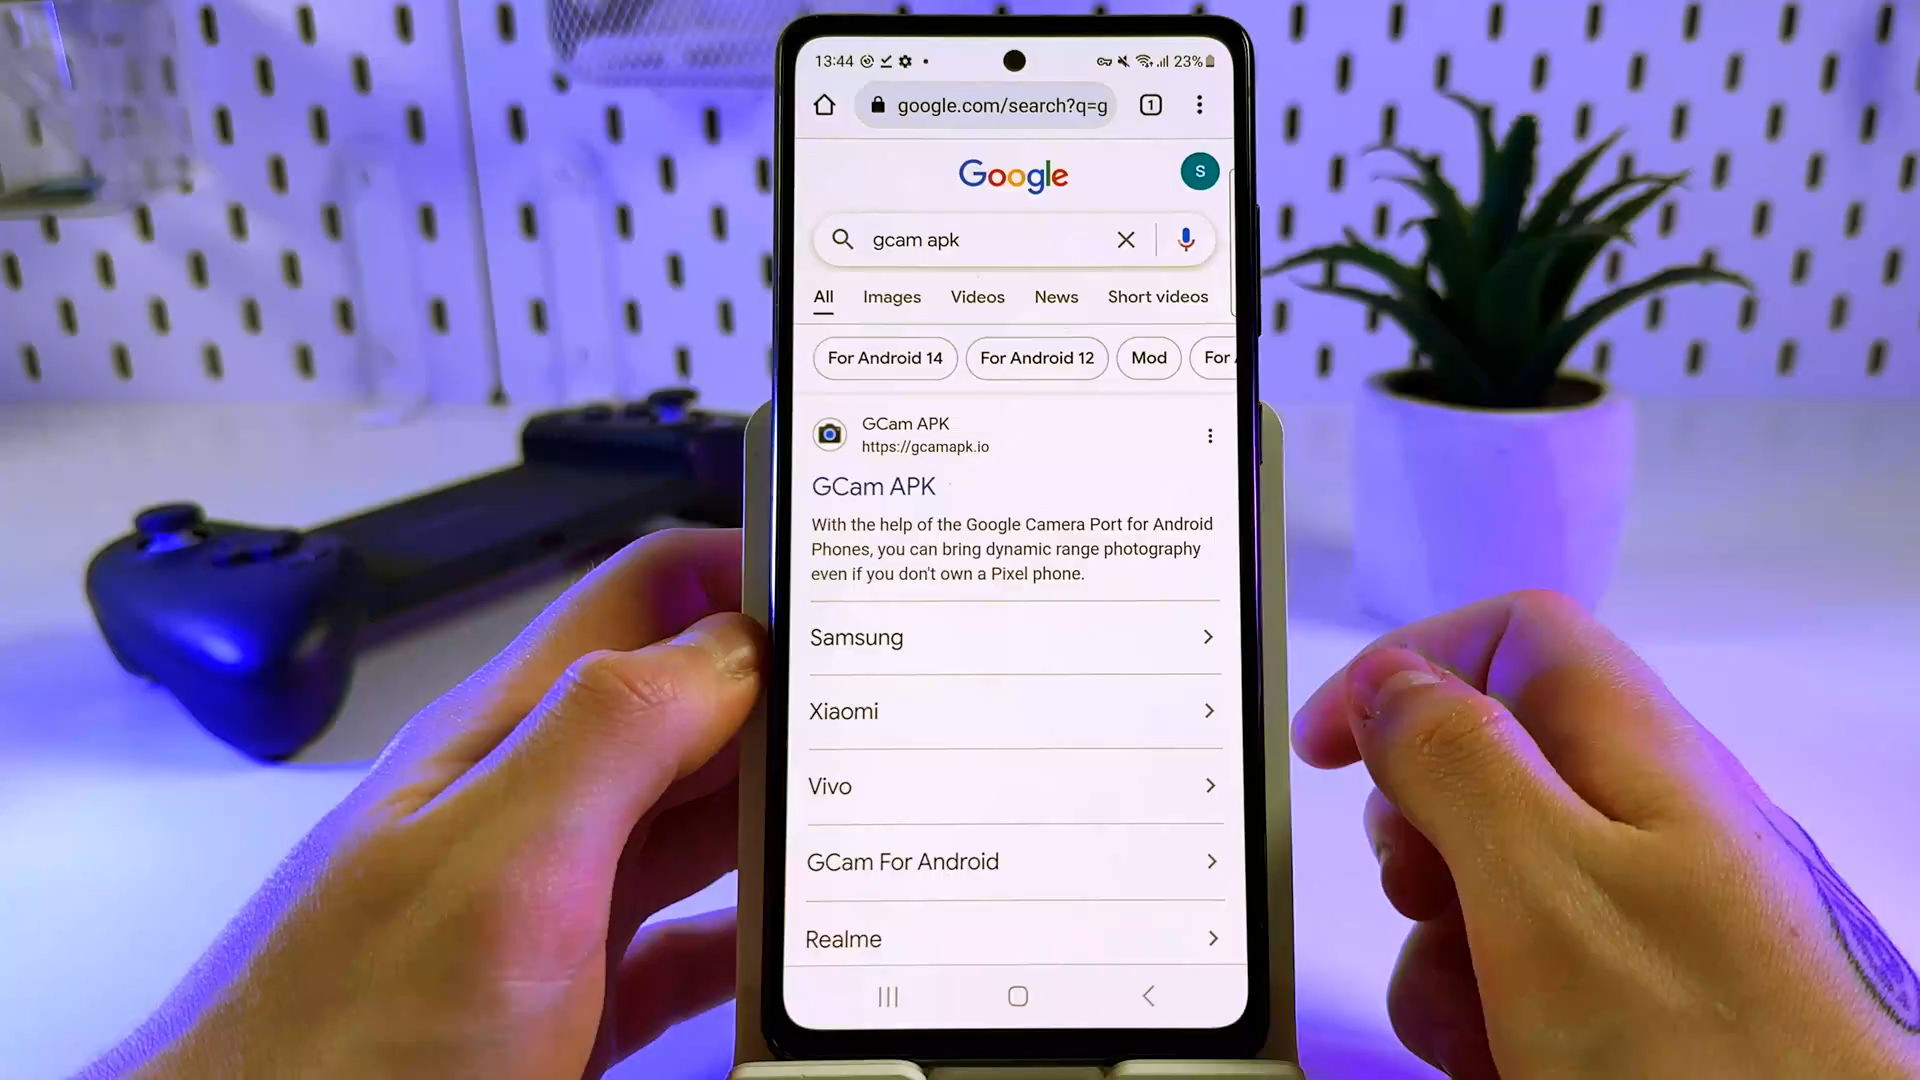 13:44 23%
google.com/search?q=g 1
Google S
gcam apk
All Images Videos News Short videos
For Android 14 For Android 12 Mod For
GCam APK
https://gcamapk.io
GCam APK
With the help of the Google Camera Port for Android
Phones, you can bring dynamic range photography
even if you don't own a Pixel phone.
Samsung
Xiaomi
Vivo
GCam For Android
Realme